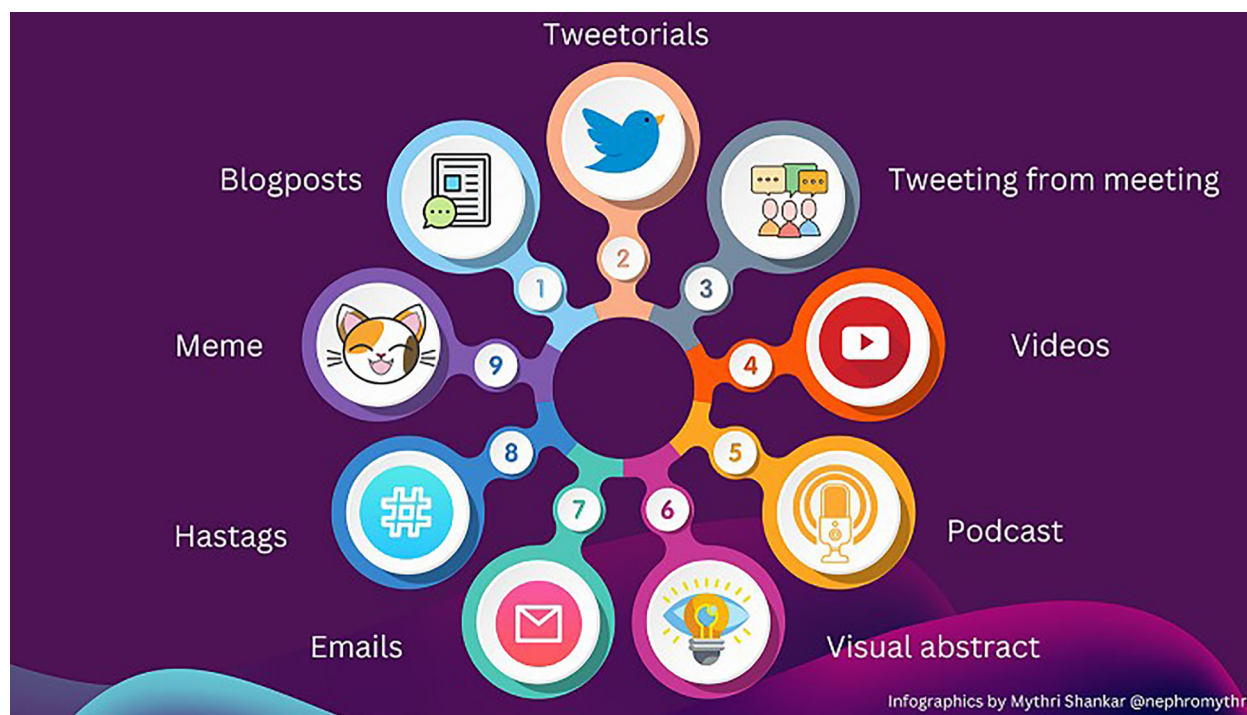 Tweetorials
Blogposts
Tweeting from meeting
1
2
3
Meme
9
4
Videos
8
5
Hastags
7
6
Podcast
Emails
Visual abstract
Infographics by Mythri Shankar @nephromythr